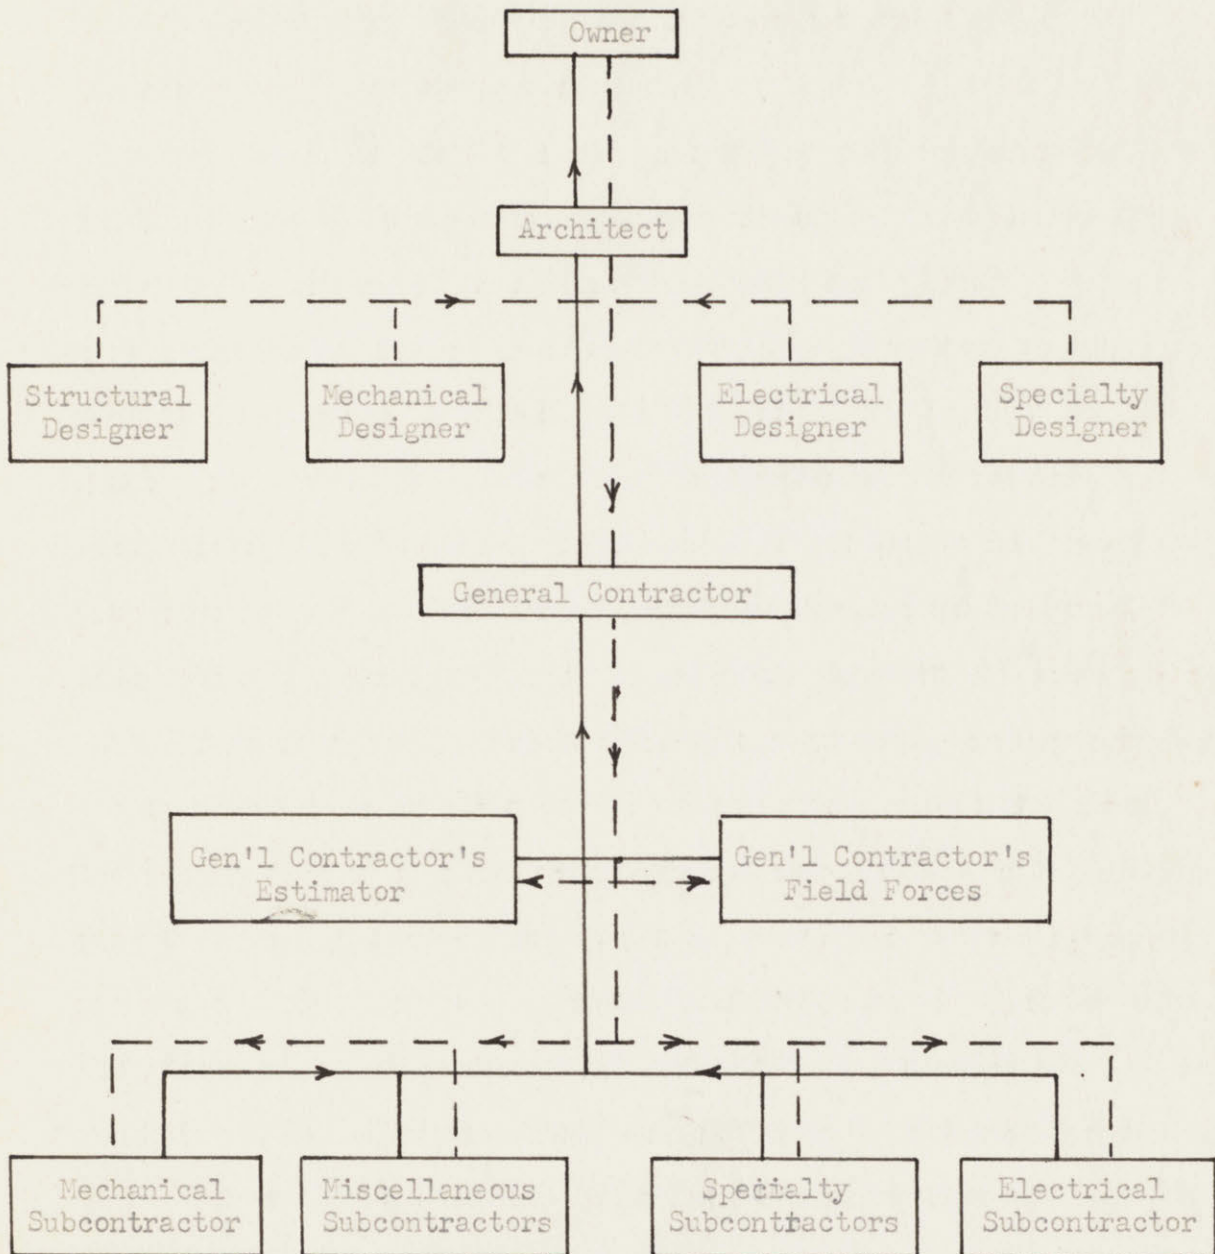 Owner
Architect
Structural
Designer
Mechanical
Designer
Electrical
Designer
Specialty
Designer
General Contractor
Gen'l Contractor's
Estimator
Gen'l Contractor's
Field Forces
Mechanical
Subcontractor
Miscellaneous
Subcontractors
Specialty
Subcontractors
Electrical
Subcontractor